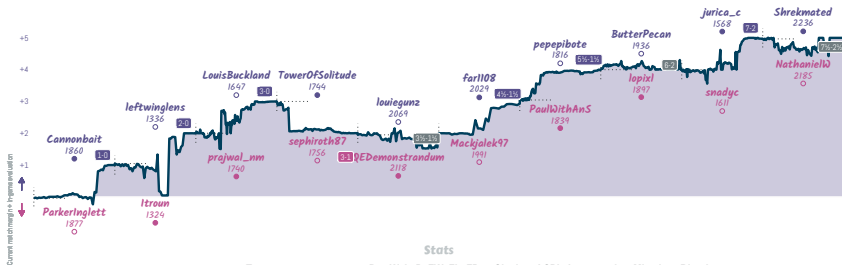 jurica_c
1568
Shrekmated
2236
7-2
+5
ButterPecan
1936
pepepibote
1816
7½-2½
5½-1½
6-2
NathanielW
2185
+4
LouisBuckland
1647
TowerOfSolitude
1744
farl108
2029
lopixl
1897
snadyc
1611
+3
3-0
4½-1½
leftwinglens
1336
louiegunz
2069
PaulWithAnS
1839
+2
2-0
Cannonbait
1860
sephiroth87
1756
3½-1½
Mackjalek97
1991
1-0
prajwal_nm
1740
3-1
QEDemonstrandum
2118
+1
Current match margin + in-game evaluation
ParkerInglett
1877
Itroun
1324
Stats